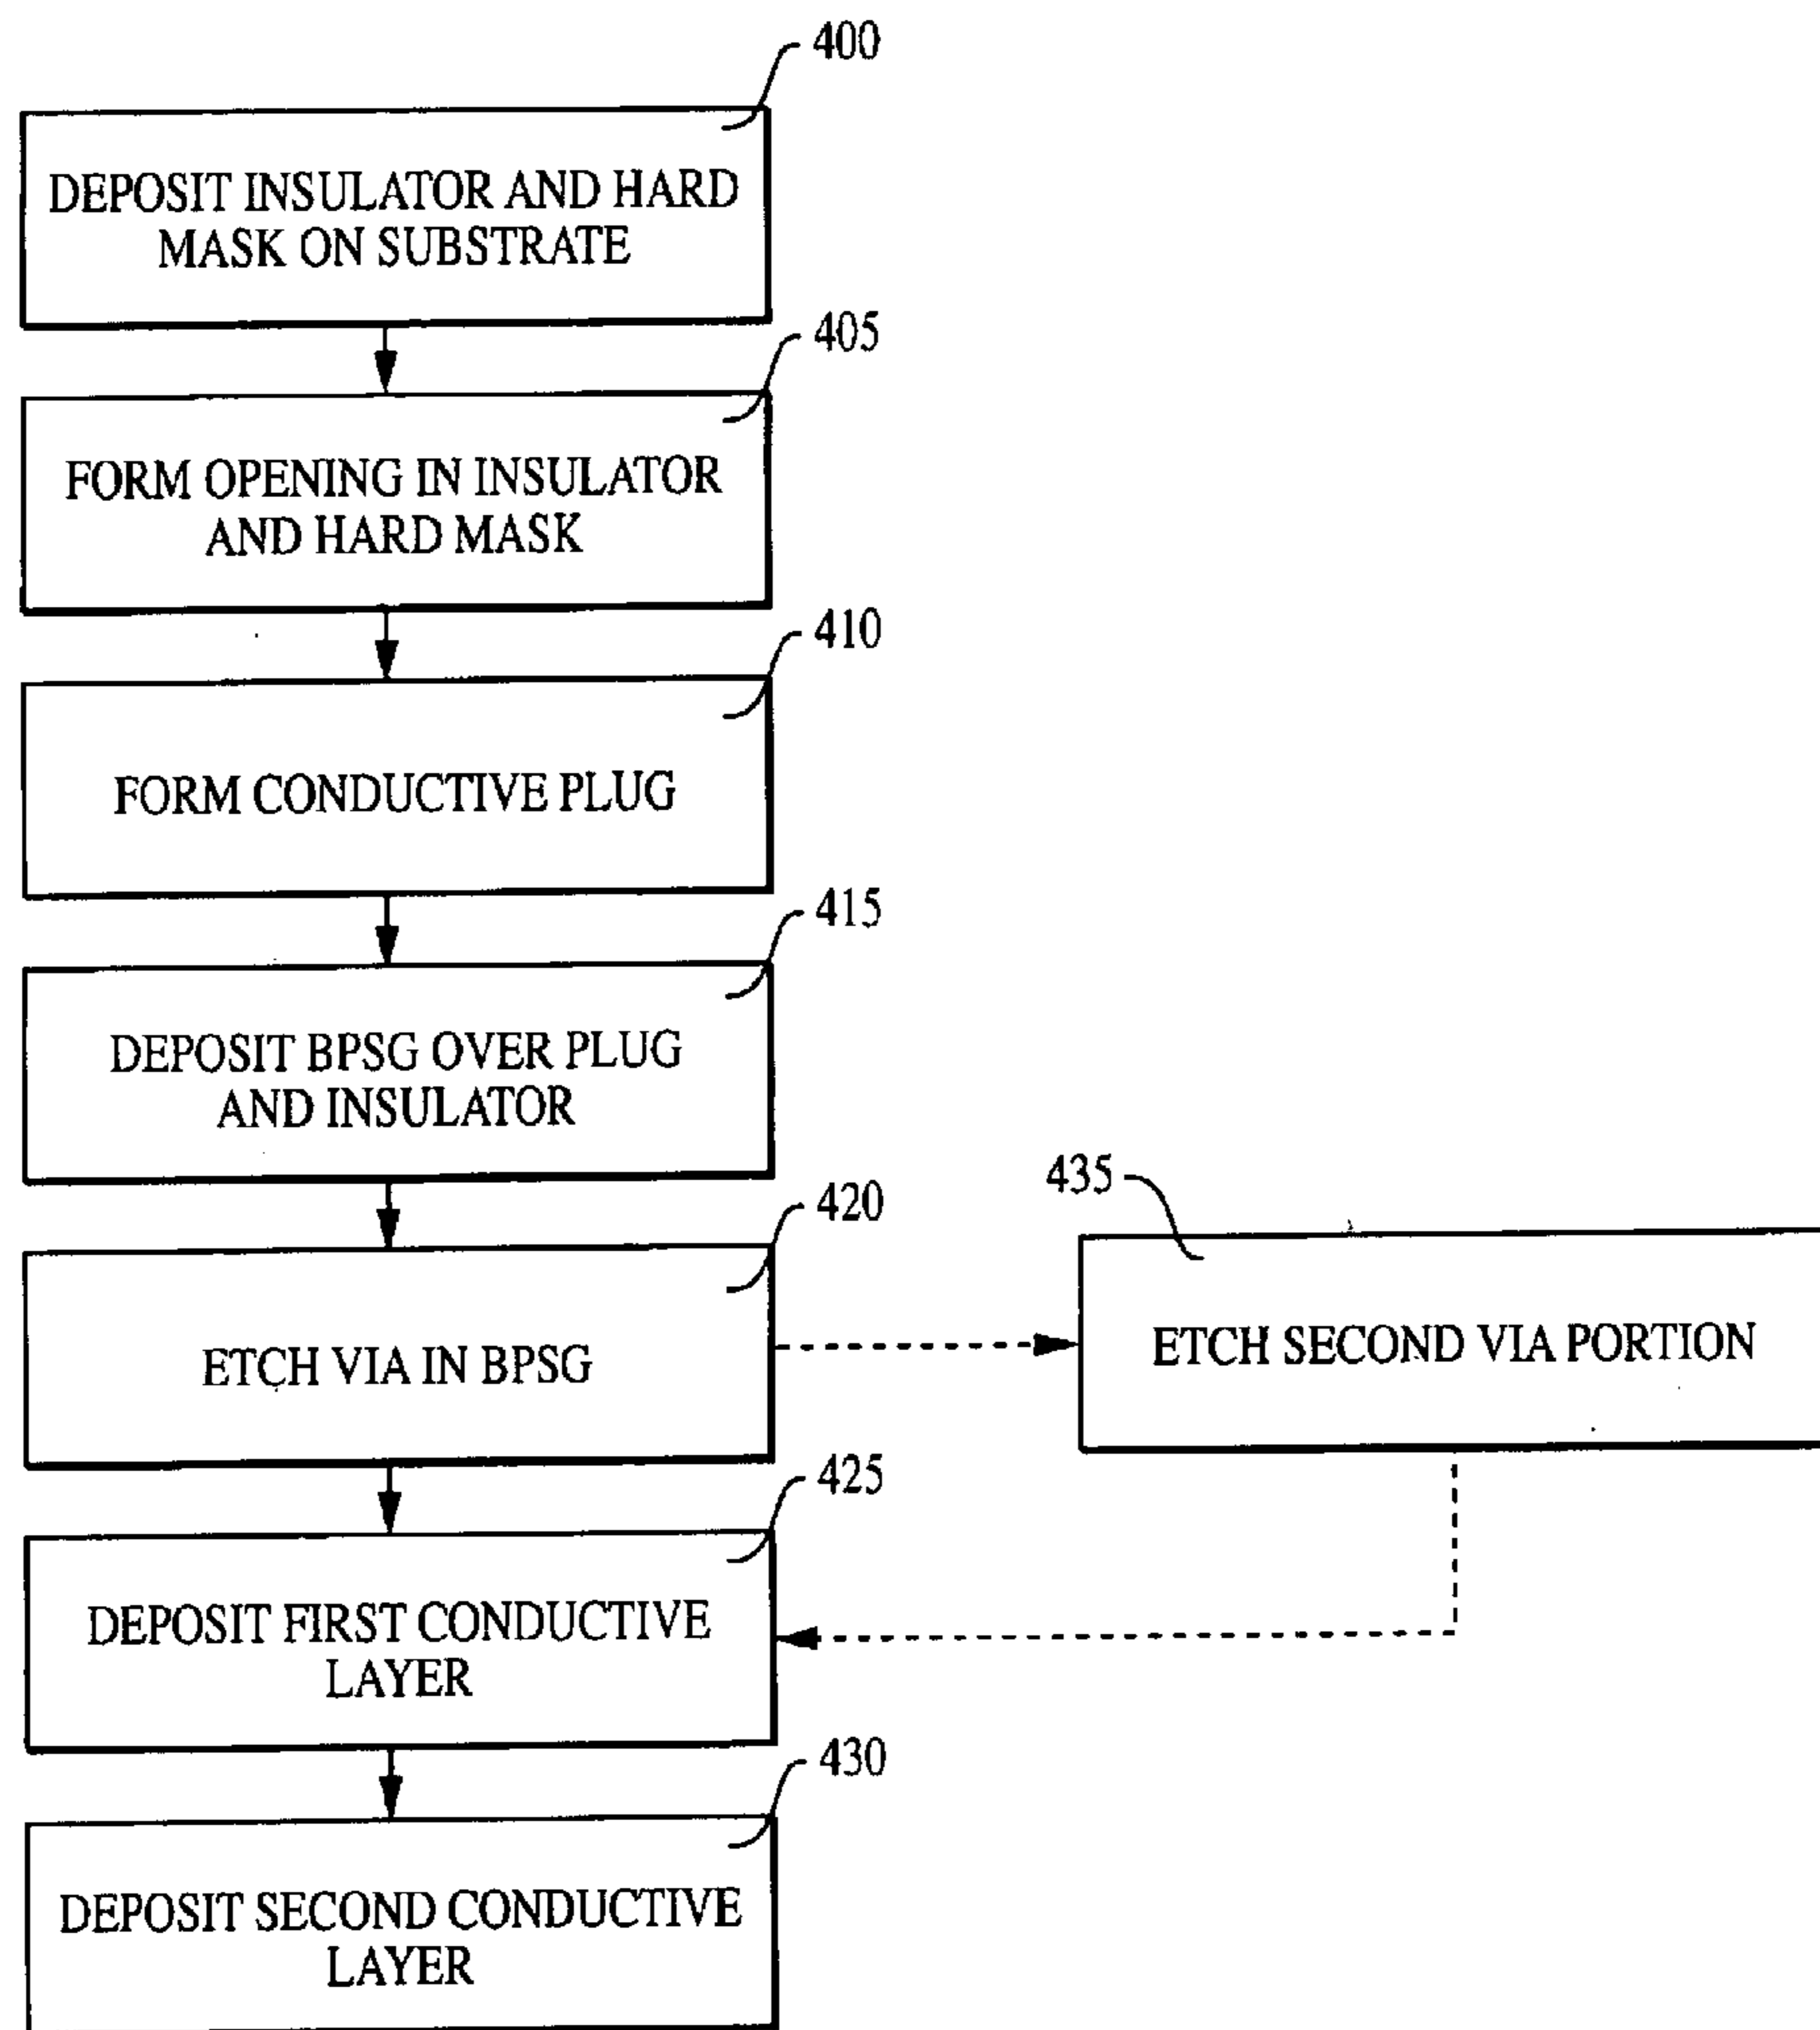 400
DEPOSIT INSULATOR AND HARD
MASK ON SUBSTRATE
405
FORM OPENING IN INSULATOR
AND HARD MASK
410
FORM CONDUCTIVE PLUG
415
DEPOSIT BPSG OVER PLUG
AND INSULATOR
420
ETCH VIA IN BPSG
435
ETCH SECOND VIA PORTION
425
DEPOSIT FIRST CONDUCTIVE
LAYER
430
DEPOSIT SECOND CONDUCTIVE
LAYER